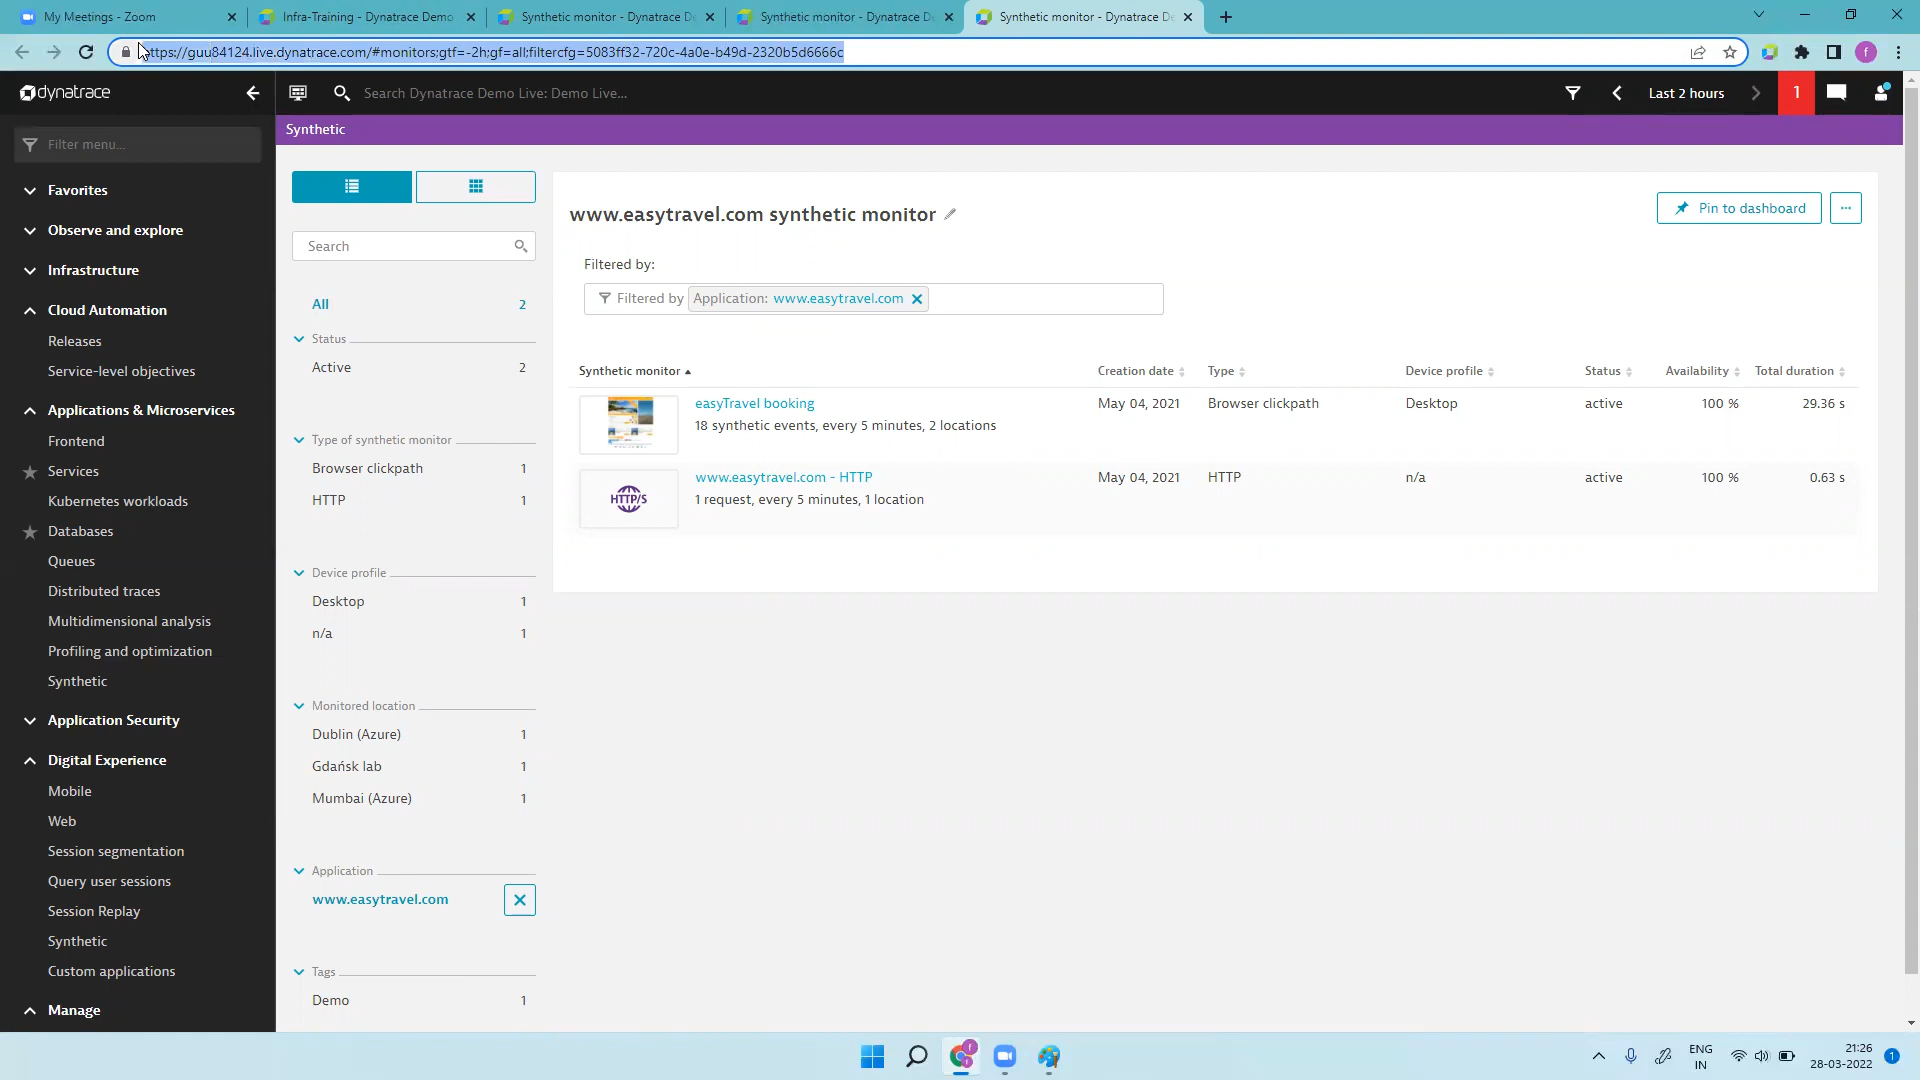 My Meetings - Zoom
Infra-Training - Dynatrace Demo
Synthetic monitor - Dynatrace De
Synthetic monitor - Dynatrace De
Synthetic monitor - Dynatrace De
https://guu84124.live.dynatrace.com/#monitors;gtf=-2h;gf=all;filtercfg=5083ff32-720c-4a0e-b49d-2320b5d6666c
dynatrace
Search Dynatrace Demo Live: Demo Live...
Last 2 hours
1
Synthetic
Filter menu...
Favorites
Observe and explore
Infrastructure
Cloud Automation
Releases
Service-level objectives
Applications & Microservices
Frontend
Services
Kubernetes workloads
Databases
Queues
Distributed traces
Multidimensional analysis
Profiling and optimization
Synthetic
Application Security
Digital Experience
Mobile
Web
Session segmentation
Query user sessions
Session Replay
Synthetic
Custom applications
Manage
Search
All 2
Status
Active 2
Type of synthetic monitor
Browser clickpath 1
HTTP 1
Device profile
Desktop 1
n/a 1
Monitored location
Dublin (Azure) 1
Gdańsk lab 1
Mumbai (Azure) 1
Application
www.easytravel.com
Tags
Demo 1
www.easytravel.com synthetic monitor
Pin to dashboard
...
Filtered by:
Filtered by Application: www.easytravel.com
Synthetic monitor Creation date Type Device profile Status Availability Total duration
easyTravel booking May 04, 2021 Browser clickpath Desktop active 100 % 29.36 s
18 synthetic events, every 5 minutes, 2 locations
HTTP/S
www.easytravel.com - HTTP May 04, 2021 HTTP n/a active 100 % 0.63 s
1 request, every 5 minutes, 1 location
ENG
IN
21:26
28-03-2022
1